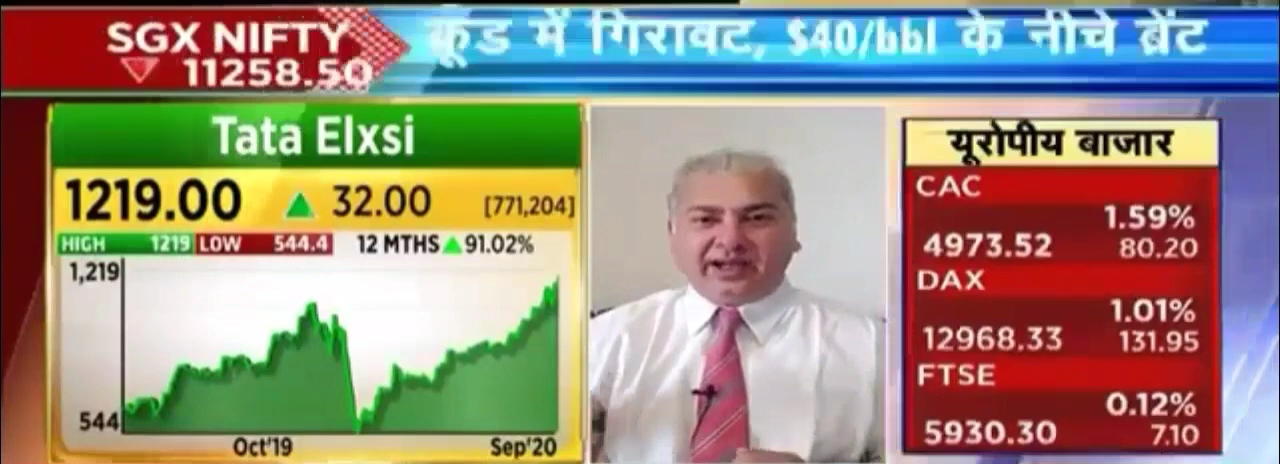 SGX NIFTY
▼ 11258.50
क्रूड में गिरावट, $40/bbl के नीचे ब्रेंट
Tata Elxsi
1219.00 ▲ 32.00 [771,204]
HIGH 1219 LOW 544.4 12 MTHS ▲ 91.02%
1,219
544
Oct'19 Sep'20
यूरोपीय बाजार
CAC
1.59%
4973.52 80.20
DAX
1.01%
12968.33 131.95
FTSE
0.12%
5930.30 7.10